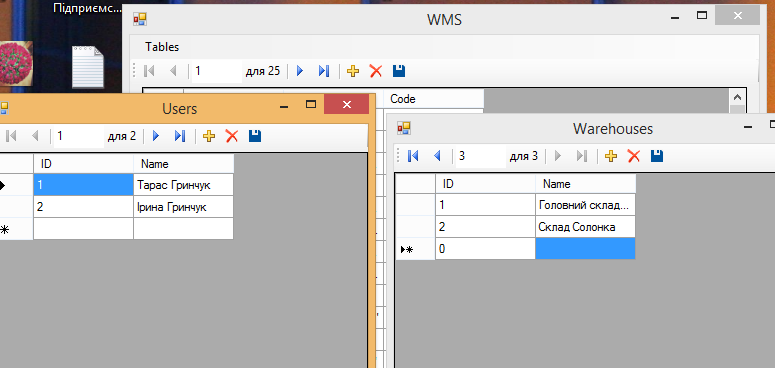 Підприємс...
WMS
Tables
1 для 25
Code
Users
1 для 2
ID Name
1 Тарас Гринчук
2 Ірина Гринчук
Warehouses
3 для 3
ID Name
1 Головний склад...
2 Склад Солонка
0